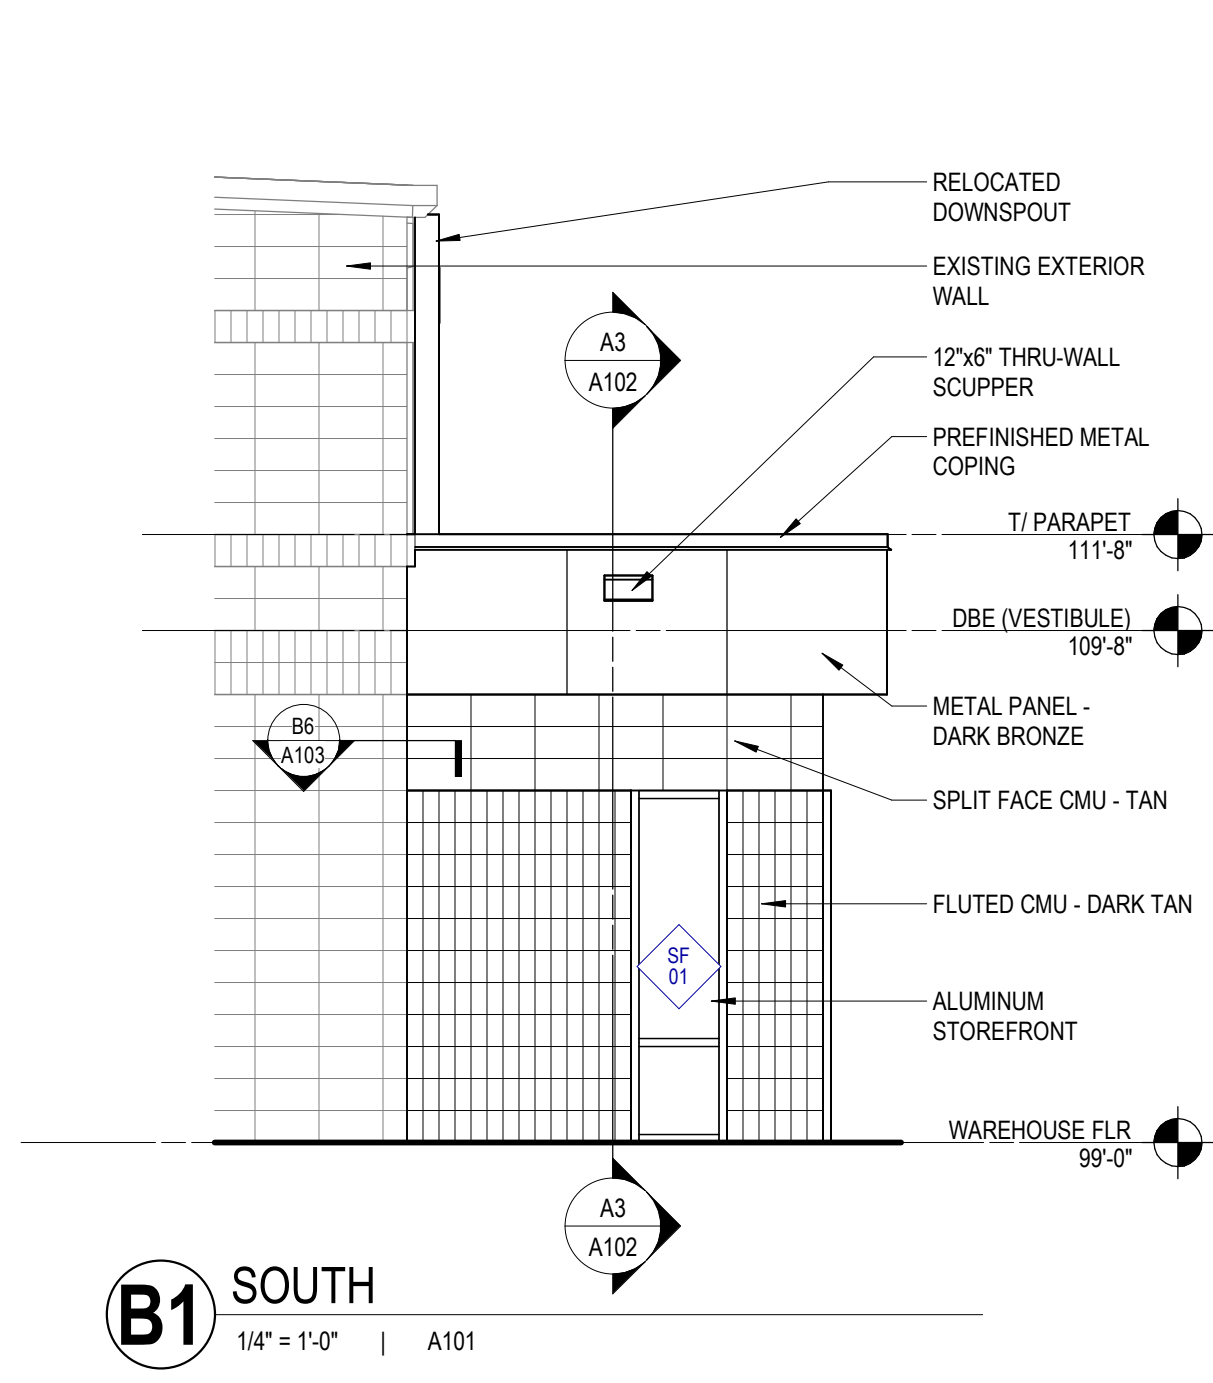 RELOCATED
DOWNSPOUT
EXISTING EXTERIOR
WALL
A3
A102
12"x6" THRU-WALL
SCUPPER
PREFINISHED METAL
COPING
T/ PARAPET
111'-8"
DBE (VESTIBULE)
109'-8"
METAL PANEL -
DARK BRONZE
B6
A103
SPLIT FACE CMU - TAN
FLUTED CMU - DARK TAN
SF
01
ALUMINUM
STOREFRONT
WAREHOUSE FLR
99'-0"
A3
A102
B1 SOUTH
1/4" = 1'-0" | A101